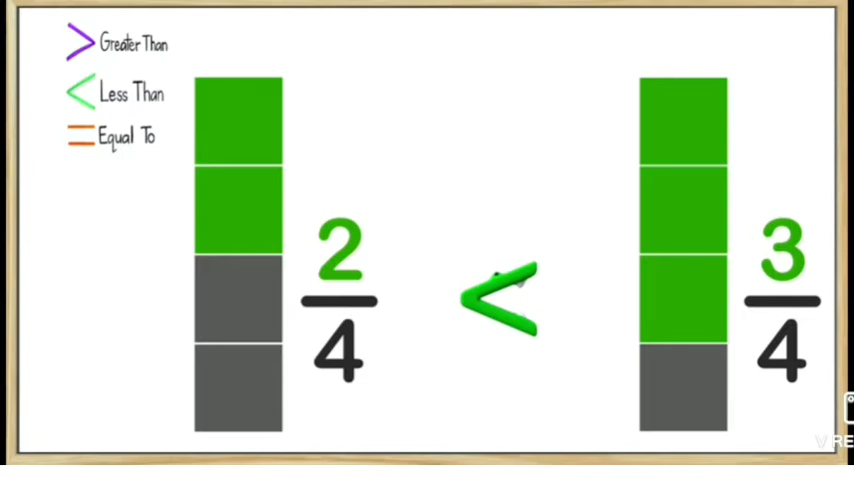 > Greater Than
< Less Than
= Equal To
2
4
<
3
4